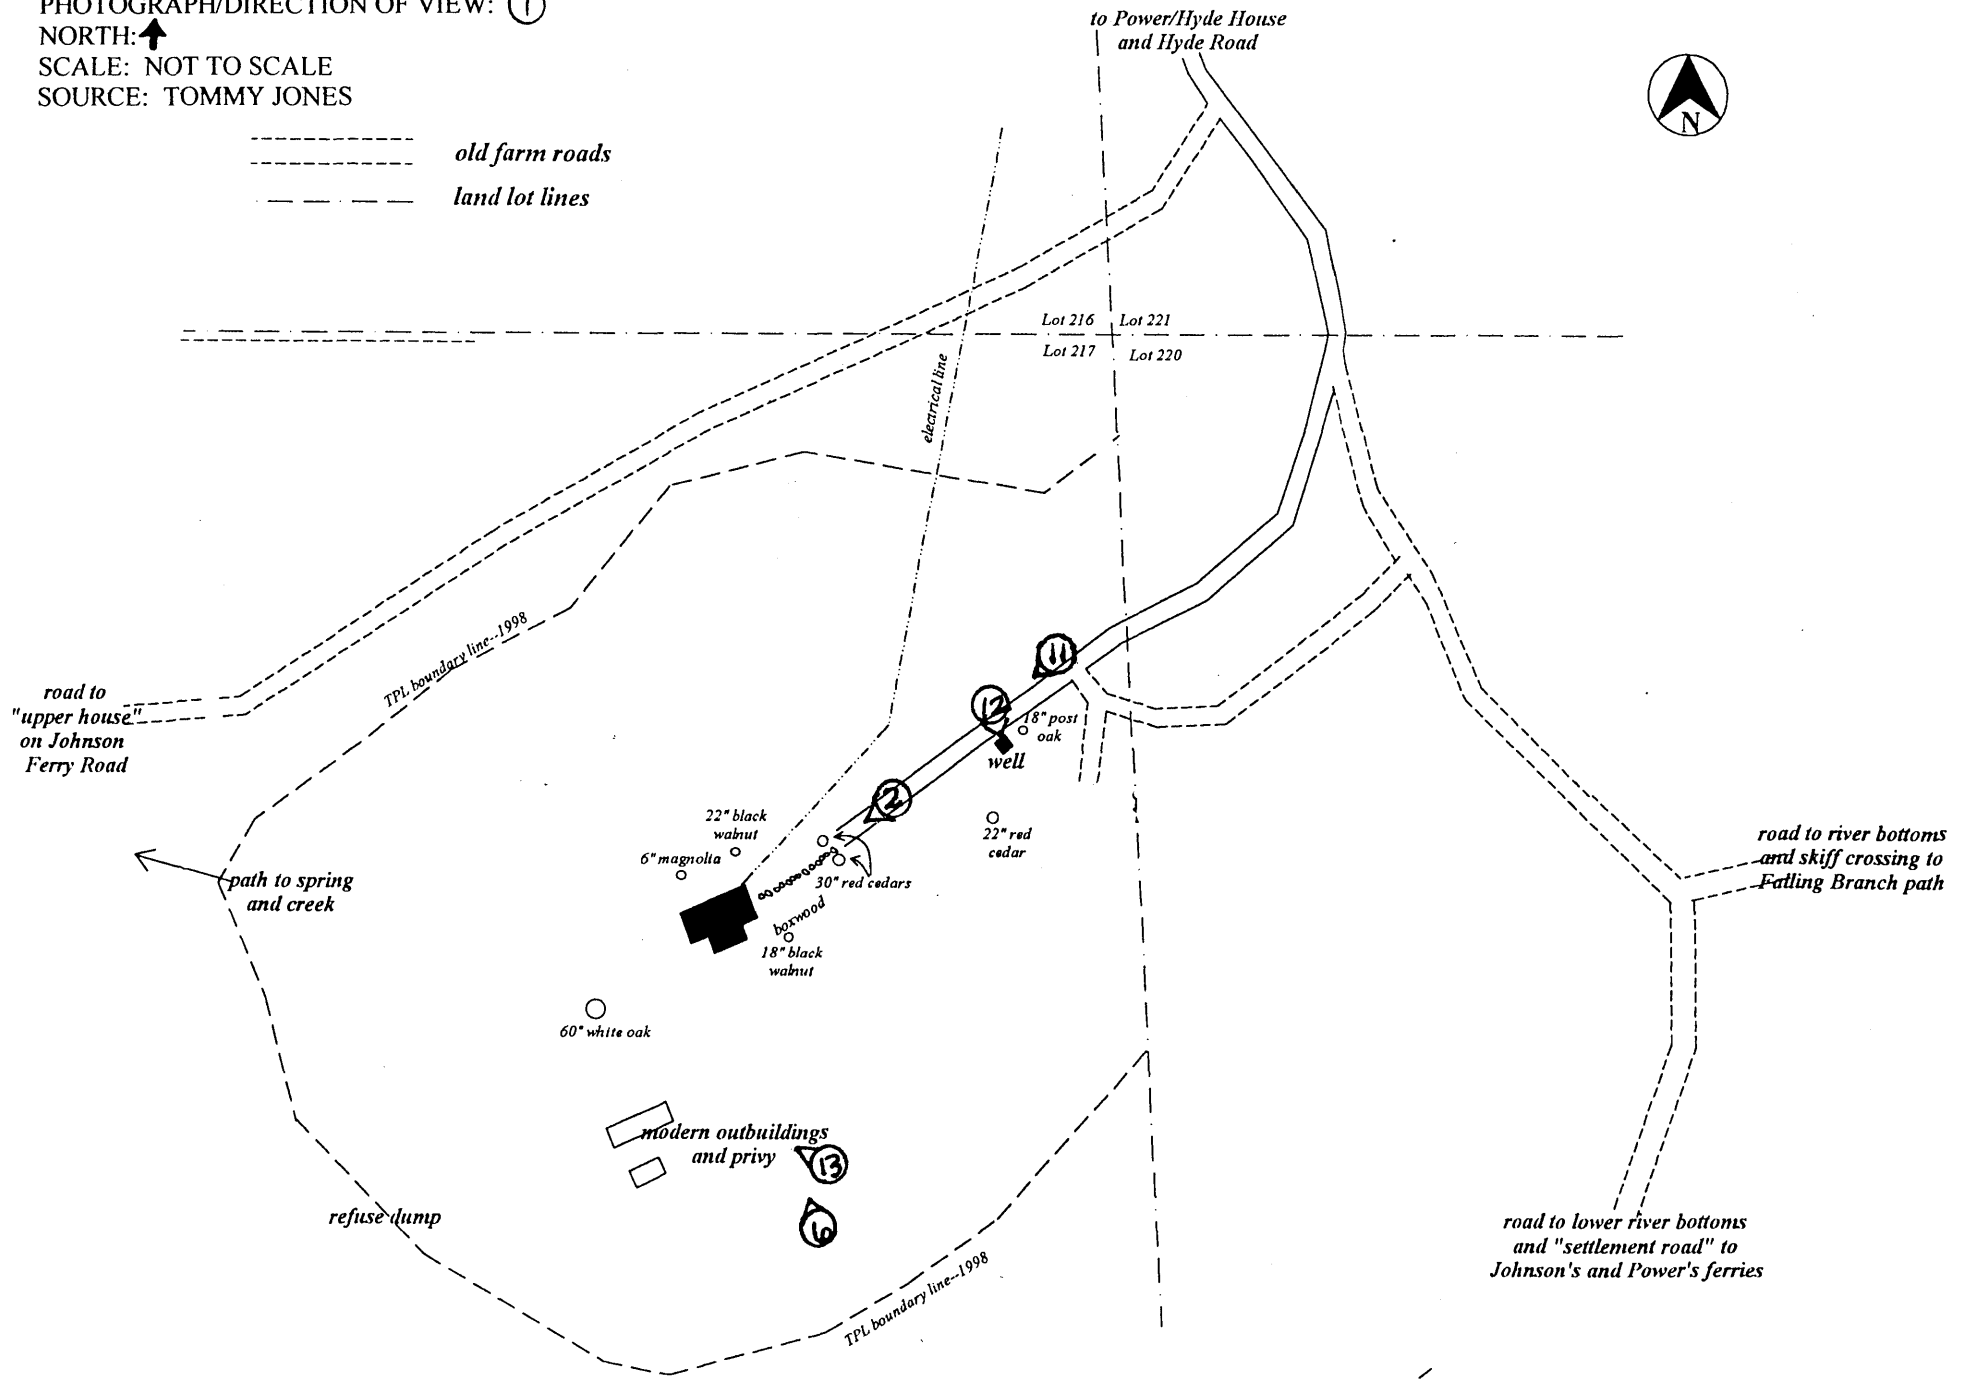 PHOTOGRAPH/DIRECTION OF VIEW: 1
NORTH:
SCALE: NOT TO SCALE
SOURCE: TOMMY JONES
old farm roads
land lot lines
to Power/Hyde House
and Hyde Road
N
Lot 216
Lot 221
Lot 217
Lot 220
electrical line
TPL boundary line--1998
road to
"upper house"
on Johnson
Ferry Road
11
12
18" post
oak
well
2
22" black
walnut
6" magnolia
22" red
cedar
30" red cedars
boxwood
18" black
walnut
path to spring
and creek
road to river bottoms
and skiff crossing to
Falling Branch path
60" white oak
modern outbuildings
and privy
13
6
refuse dump
TPL boundary line--1998
road to lower river bottoms
and "settlement road" to
Johnson's and Power's ferries